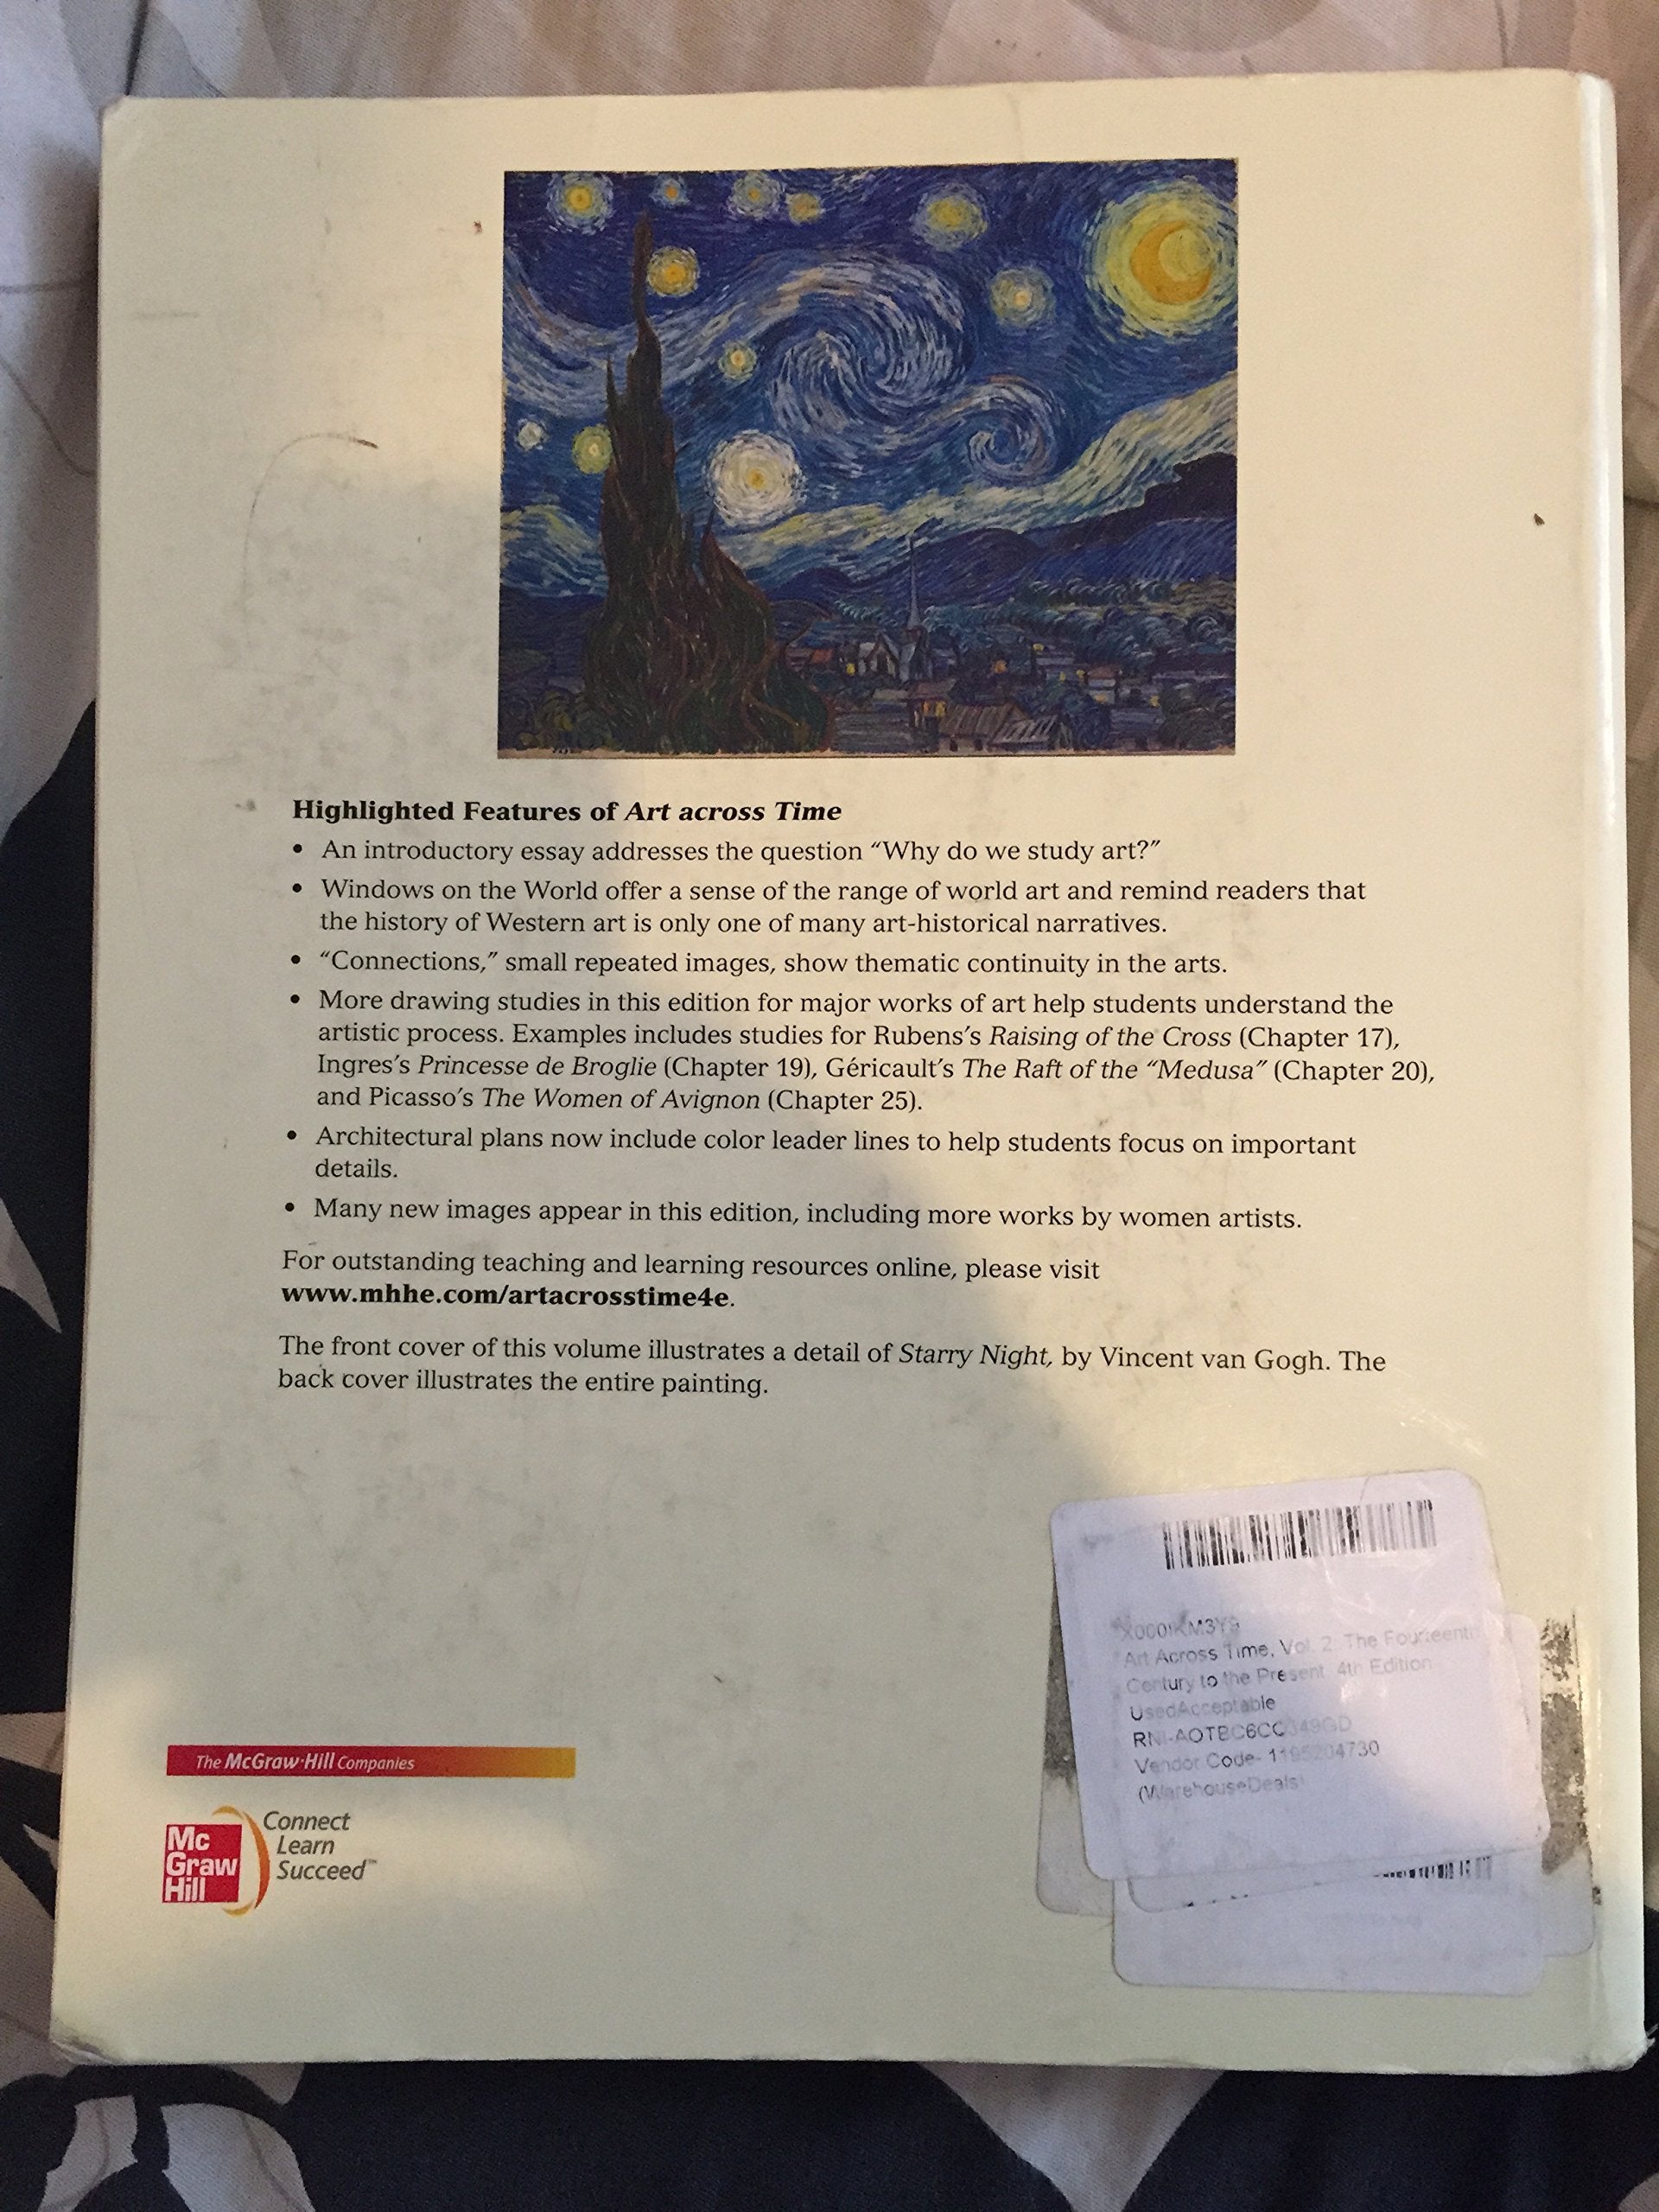 Highlighted Features of Art across Time
• An introductory essay addresses the question “Why do we study art?”
• Windows on the World offer a sense of the range of world art and remind readers that
the history of Western art is only one of many art-historical narratives.
• “Connections,” small repeated images, show thematic continuity in the arts.
• More drawing studies in this edition for major works of art help students understand the
artistic process. Examples includes studies for Rubens’s Raising of the Cross (Chapter 17),
Ingres’s Princesse de Broglie (Chapter 19), Géricault’s The Raft of the “Medusa” (Chapter 20),
and Picasso’s The Women of Avignon (Chapter 25).
• Architectural plans now include color leader lines to help students focus on important
details.
• Many new images appear in this edition, including more works by women artists.
For outstanding teaching and learning resources online, please visit
www.mhhe.com/artacrosstime4e.
The front cover of this volume illustrates a detail of Starry Night, by Vincent van Gogh. The
back cover illustrates the entire painting.
Art Across Time, Vol. 2: The Fourteenth
Century to the Present, 4th Edition
UsedAcceptable
Vendor Code-
(WarehouseDeals)
The McGraw·Hill Companies
Mc
Graw
Hill
Connect
Learn
Succeed™